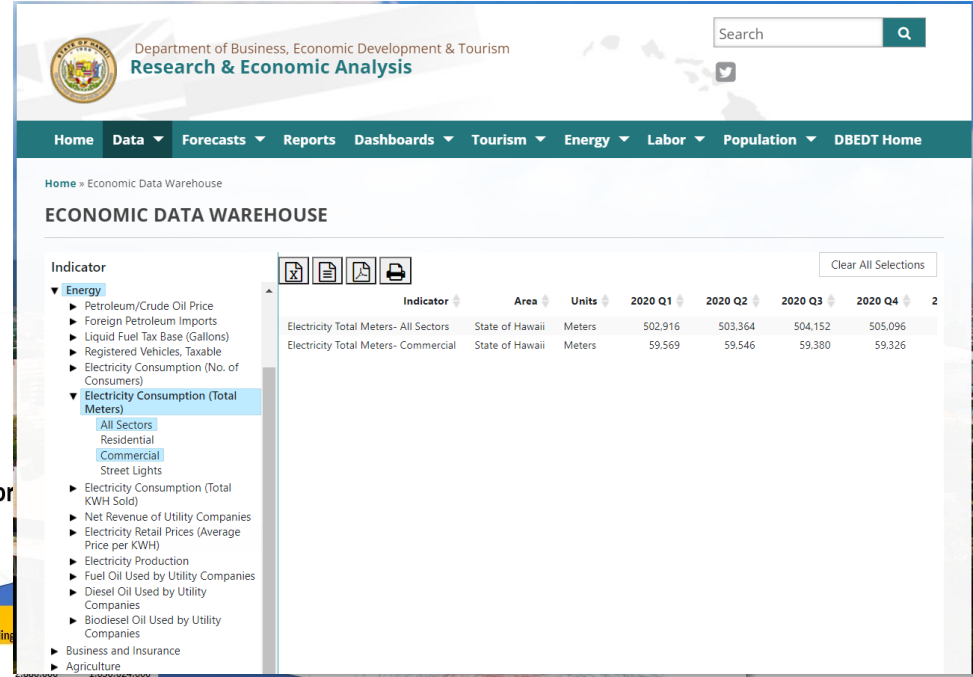 Department of Business, Economic Development & Tourism
Research & Economic Analysis
Search
Home Data Forecasts Reports Dashboards Tourism Energy Labor Population DBEDT Home
Home » Economic Data Warehouse
ECONOMIC DATA WAREHOUSE
Indicator
Energy
Petroleum/Crude Oil Price
Foreign Petroleum Imports
Liquid Fuel Tax Base (Gallons)
Registered Vehicles, Taxable
Electricity Consumption (No. of
Consumers)
Electricity Consumption (Total
Meters)
All Sectors
Residential
Commercial
Street Lights
Electricity Consumption (Total
KWH Sold)
Net Revenue of Utility Companies
Electricity Retail Prices (Average
Price per KWH)
Electricity Production
Fuel Oil Used by Utility Companies
Diesel Oil Used by Utility
Companies
Biodiesel Oil Used by Utility
Companies
Business and Insurance
Agriculture
Clear All Selections
Indicator Area Units 2020 Q1 2020 Q2 2020 Q3 2020 Q4 2
Electricity Total Meters- All Sectors State of Hawaii Meters 502,916 503,364 504,152 505,096
Electricity Total Meters- Commercial State of Hawaii Meters 59,569 59,546 59,380 59,326